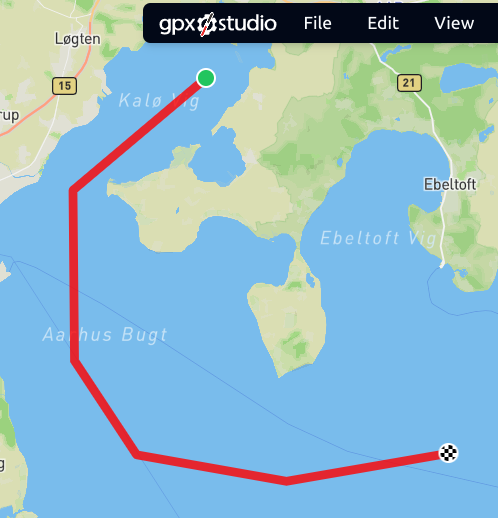 gpx studio File Edit View
Løgten
15
21
Kalø Vig
rup
Ebeltoft
Ebeltoft Vig
Aarhus Bugt
g